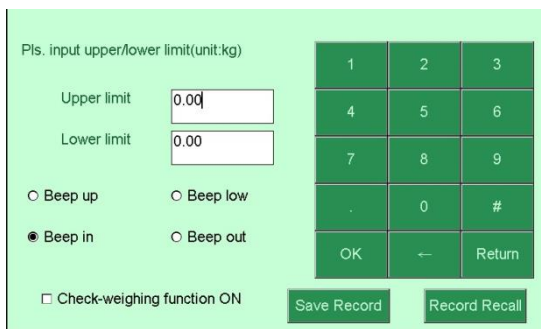 Pls. input upper/lower limit(unit:kg)
Upper limit 0.00
Lower limit 0.00
Beep up Beep low
Beep in Beep out
Check-weighing function ON
1 2 3
4 5 6
7 8 9
. 0 #
OK ← Return
Save Record Record Recall